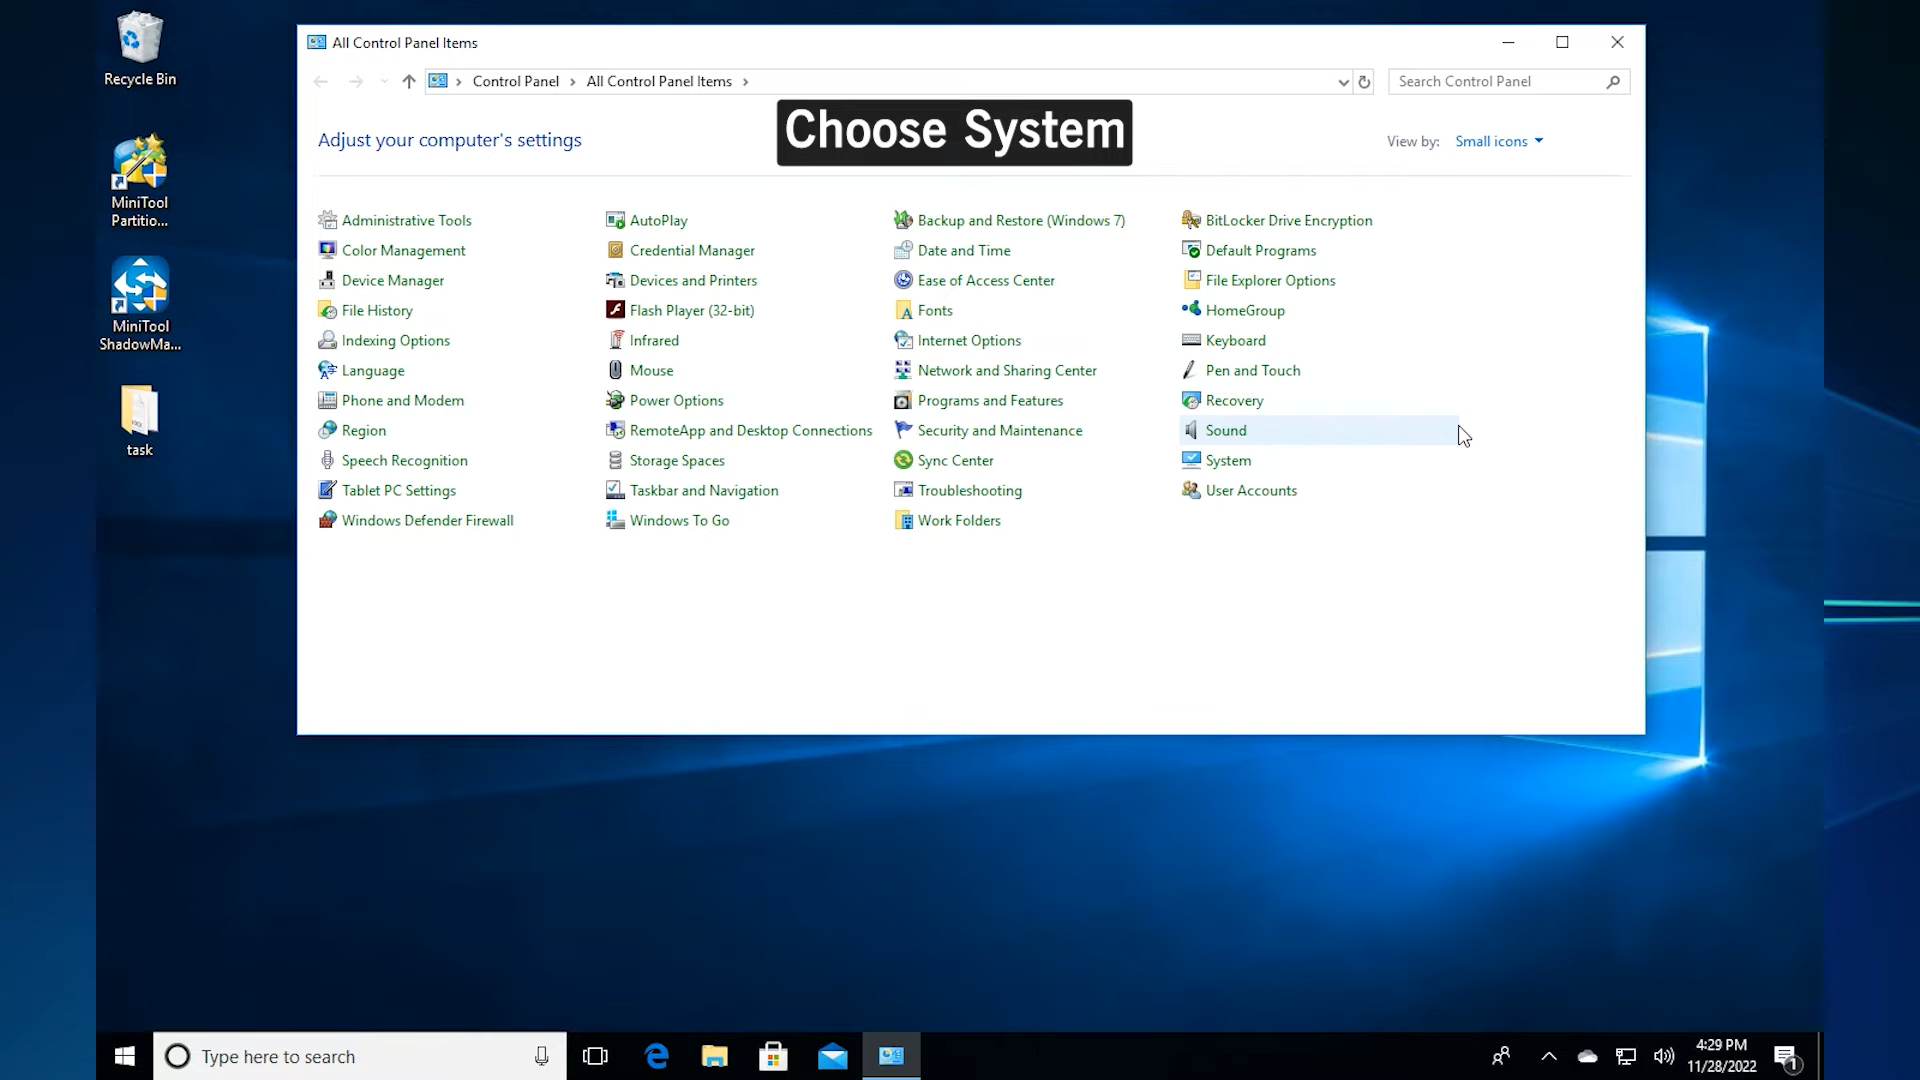 Recycle Bin
MiniTool
Partitio...
MiniTool
ShadowMa...
task
All Control Panel Items
Control Panel
All Control Panel Items
Search Control Panel
Choose System
Adjust your computer's settings
View by:
Small icons
Administrative Tools
AutoPlay
Backup and Restore (Windows 7)
BitLocker Drive Encryption
Color Management
Credential Manager
Date and Time
Default Programs
Device Manager
Devices and Printers
Ease of Access Center
File Explorer Options
File History
Flash Player (32-bit)
Fonts
HomeGroup
Indexing Options
Infrared
Internet Options
Keyboard
Language
Mouse
Network and Sharing Center
Pen and Touch
Phone and Modem
Power Options
Programs and Features
Recovery
Region
RemoteApp and Desktop Connections
Security and Maintenance
Sound
Speech Recognition
Storage Spaces
Sync Center
System
Tablet PC Settings
Taskbar and Navigation
Troubleshooting
User Accounts
Windows Defender Firewall
Windows To Go
Work Folders
Type here to search
4:29 PM
11/28/2022
1